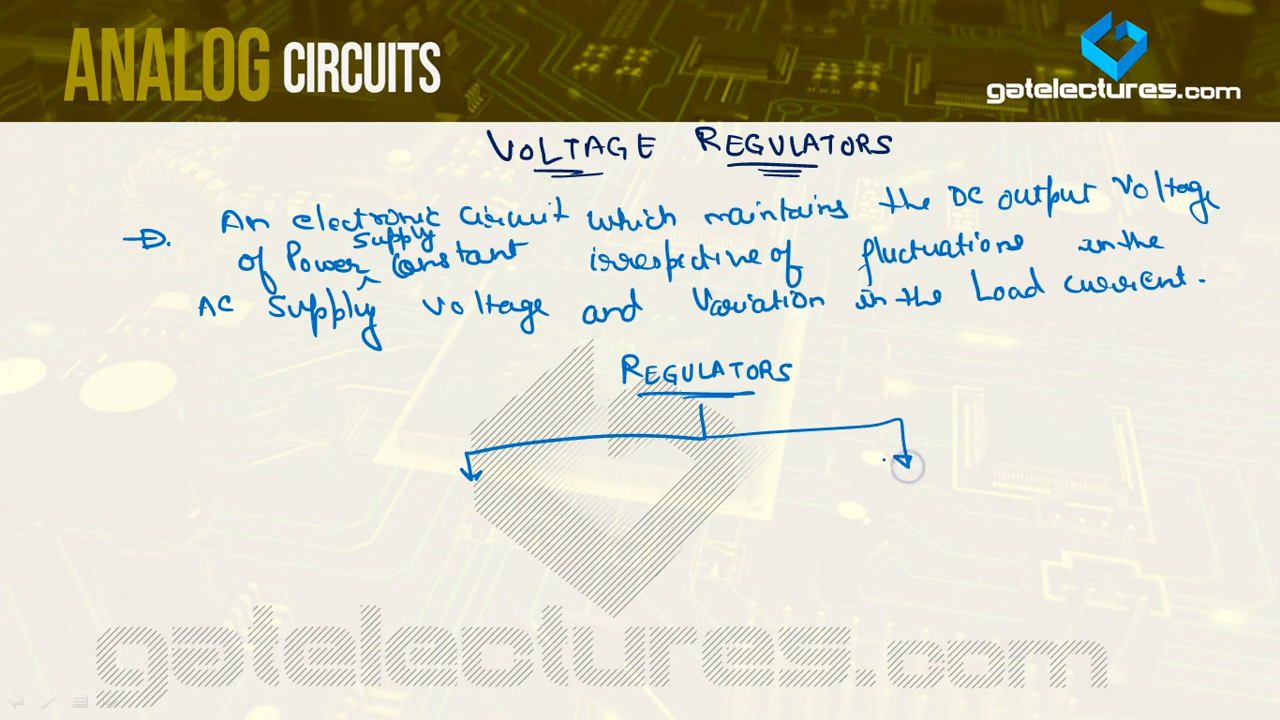 ANALOG CIRCUITS
gatelectures.com
VOLTAGE REGULATORS
An electronic circuit which maintains the DC output voltage
supply
of Power ^ constant irrespective of fluctuations in the
AC supply voltage and variation in the Load current.
REGULATORS
gatelectures.com